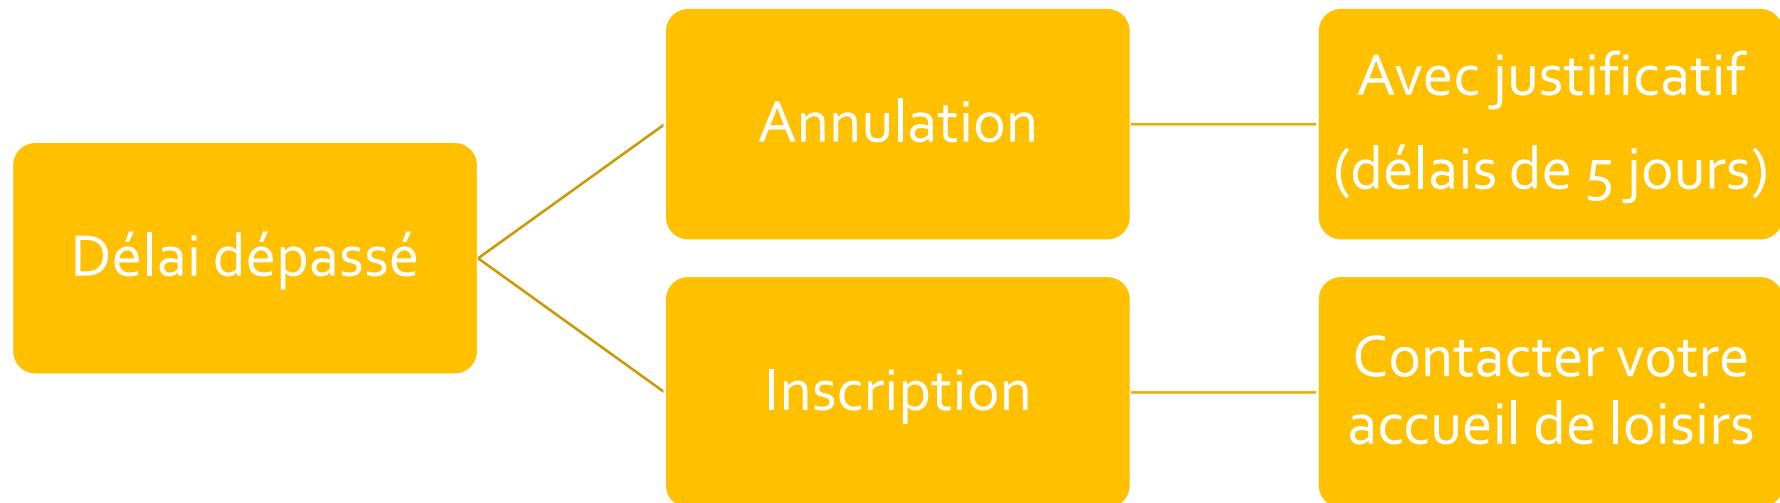 Délai dépassé
Annulation
Avec justificatif
(délais de 5 jours)
Inscription
Contacter votre
accueil de loisirs